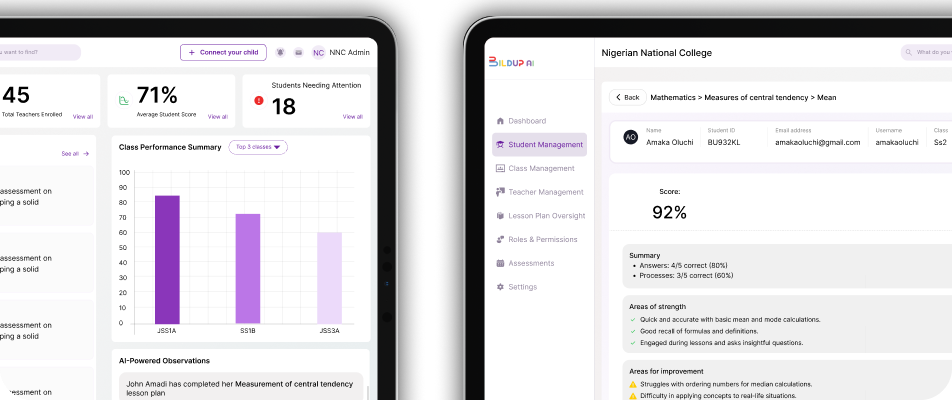 u want to find?
+ Connect your child
NC NNC Admin
45
Total Teachers Enrolled
View all
71%
Average Student Score
View all
Students Needing Attention
18
View all
See all →
assessment on
ping a solid
assessment on
ping a solid
assessment on
ping a solid
assessment on
Class Performance Summary
Top 3 classes
100
90
80
70
60
50
40
30
20
10
0
JSS1A
SS1B
JSS3A
AI-Powered Observations
John Amadi has completed her Measurement of central tendency
lesson plan
BILDUP AI
Dashboard
Student Management
Class Management
Teacher Management
Lesson Plan Oversight
Roles & Permissions
Assessments
Settings
Nigerian National College
What do you
Back
Mathematics > Measures of central tendency > Mean
AO
Name
Amaka Oluchi
Student ID
BU932KL
Email address
amakaoluchi@gmail.com
Username
amakaoluchi
Class
Ss2
Score:
92%
Summary
• Answers: 4/5 correct (80%)
• Processes: 3/5 correct (60%)
Areas of strength
✓ Quick and accurate with basic mean and mode calculations.
✓ Good recall of formulas and definitions.
✓ Engaged during lessons and asks insightful questions.
Areas for improvement
Struggles with ordering numbers for median calculations.
Difficulty in applying concepts to real-life situations.